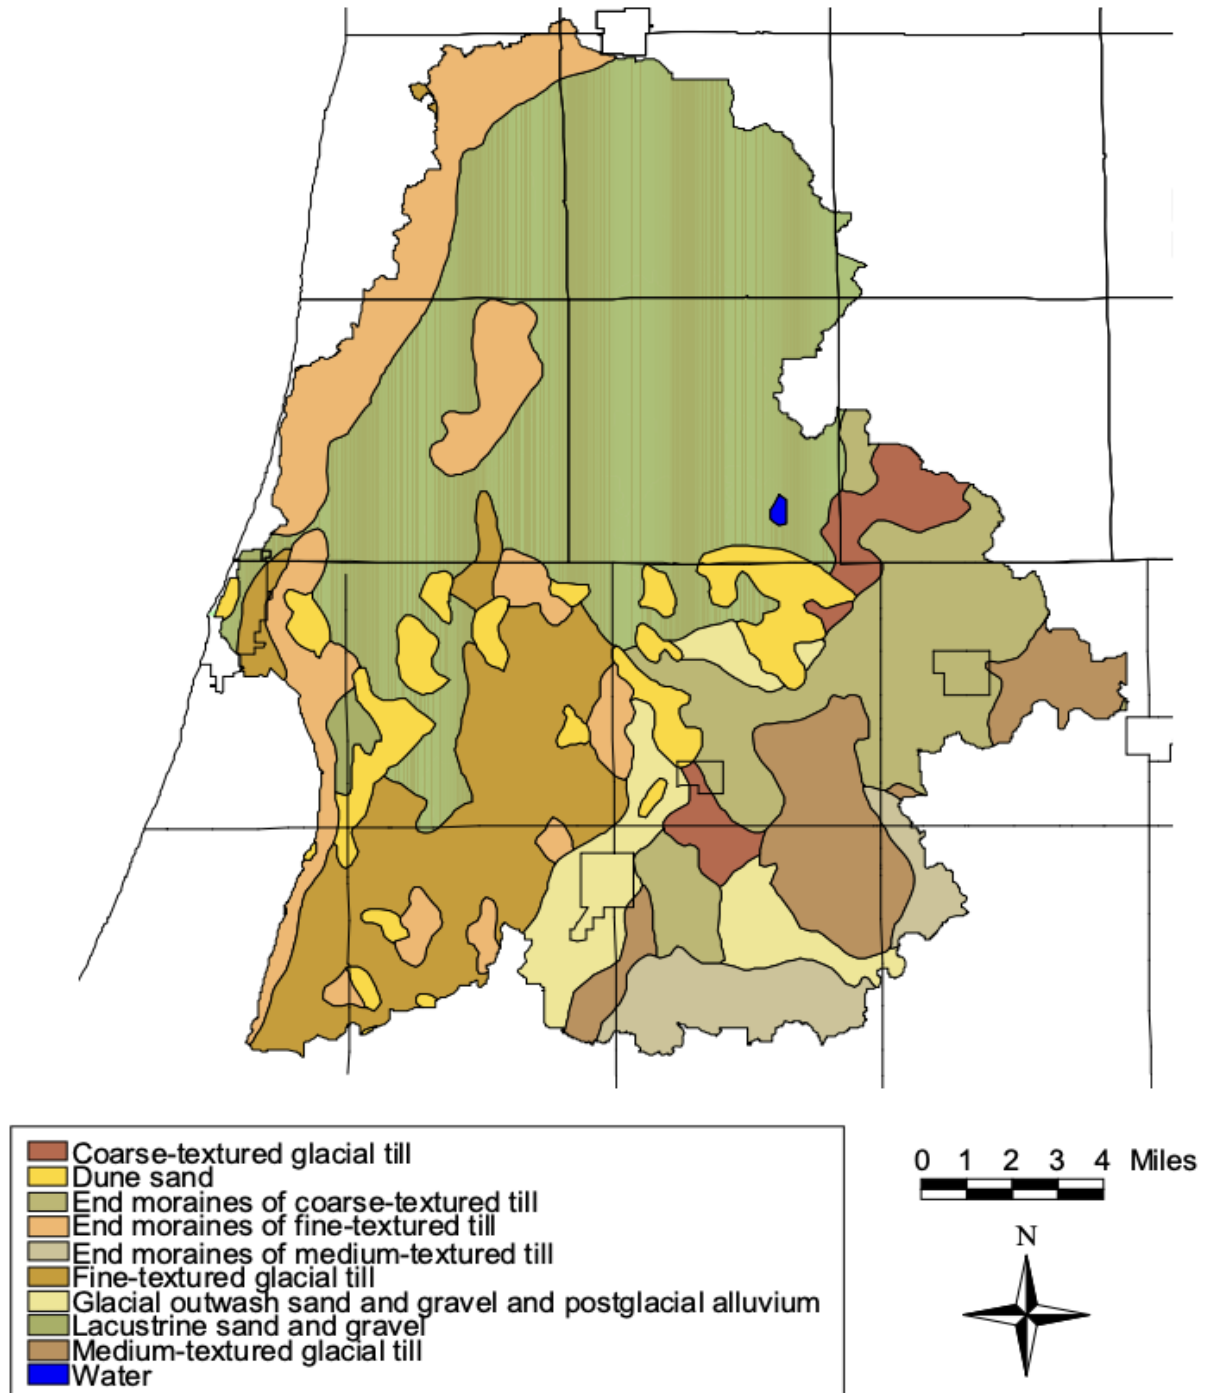 Coarse-textured glacial till
Dune sand
End moraines of coarse-textured till
End moraines of fine-textured till
End moraines of medium-textured till
Fine-textured glacial till
Glacial outwash sand and gravel and postglacial alluvium
Lacustrine sand and gravel
Medium-textured glacial till
Water
0 1 2 3 4 Miles
N